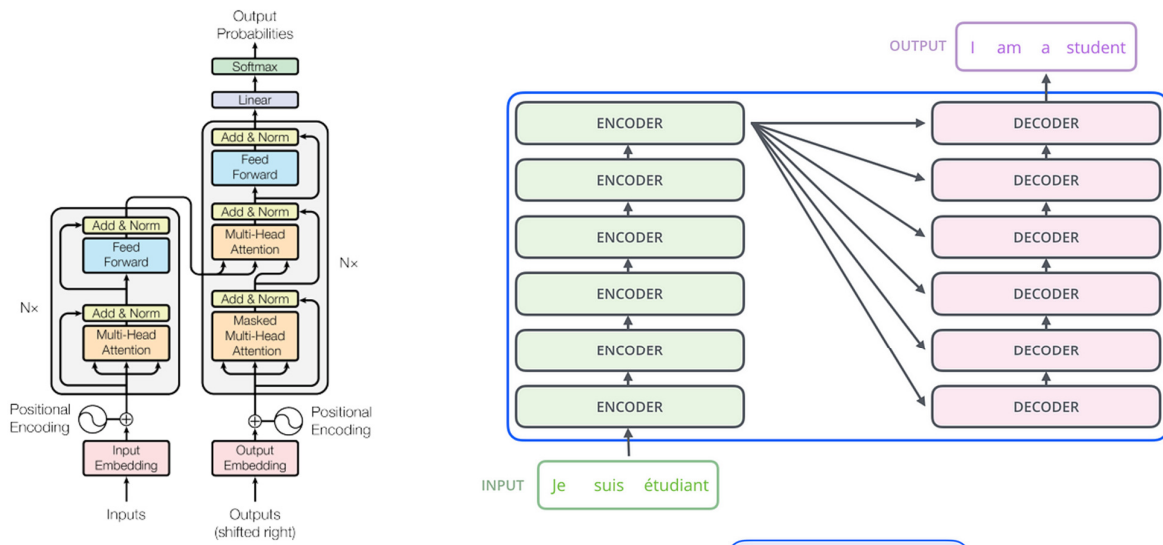 Output
Probabilities
Softmax
Linear
Add & Norm
Feed
Forward
Add & Norm
Multi-Head
Attention
Nx
Add & Norm
Masked
Multi-Head
Attention
Add & Norm
Feed
Forward
Nx
Add & Norm
Multi-Head
Attention
Positional
Encoding
Positional
Encoding
Input
Embedding
Output
Embedding
Inputs
Outputs
(shifted right)
OUTPUT
I am a student
ENCODER
ENCODER
ENCODER
ENCODER
ENCODER
ENCODER
DECODER
DECODER
DECODER
DECODER
DECODER
DECODER
INPUT
Je suis étudiant